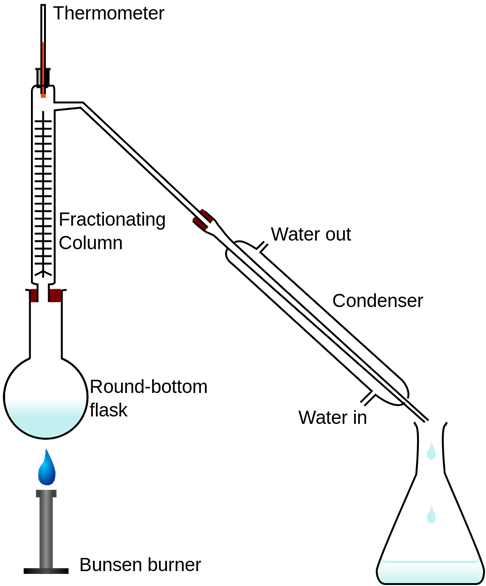 Thermometer
Fractionating
Column
Water out
Condenser
Round-bottom
flask
Water in
Bunsen burner